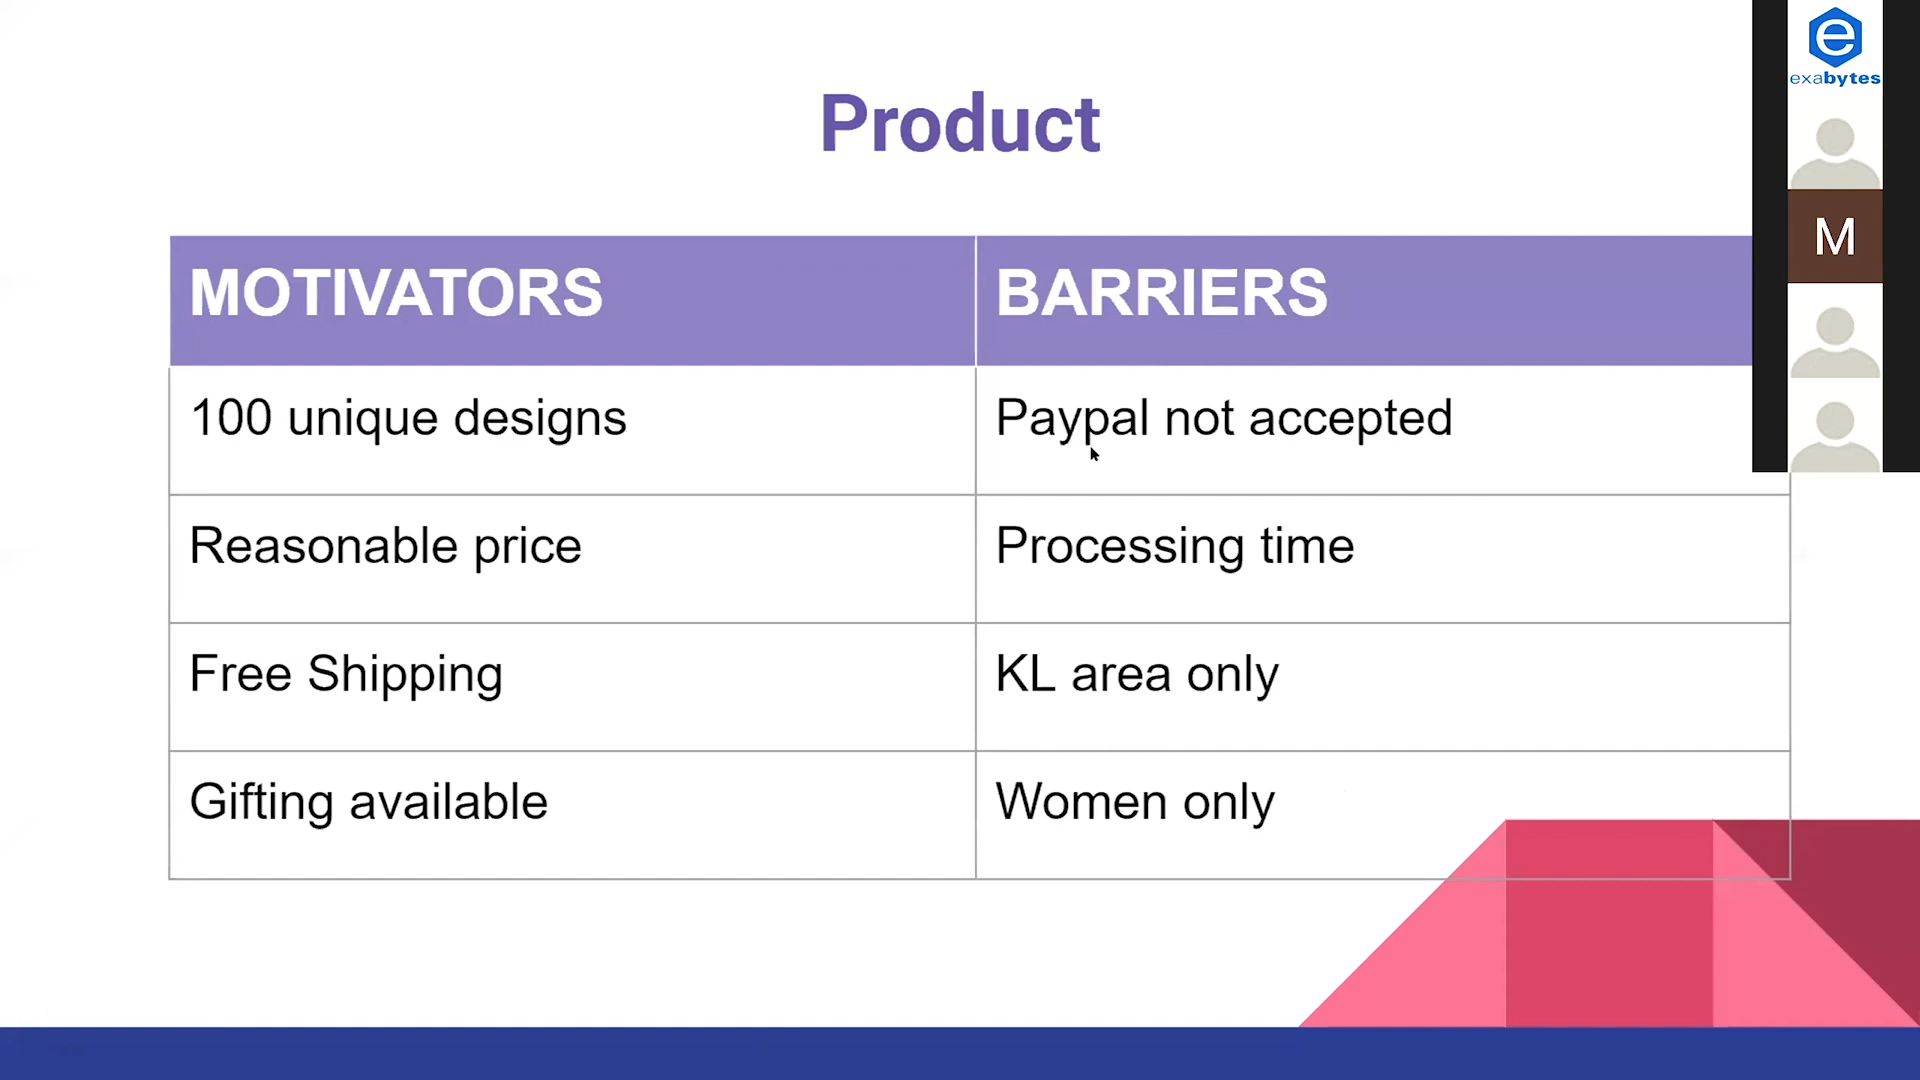 e
exabytes
Product
M
MOTIVATORS
BARRIERS
100 unique designs
Paypal not accepted
Reasonable price
Processing time
Free Shipping
KL area only
Gifting available
Women only